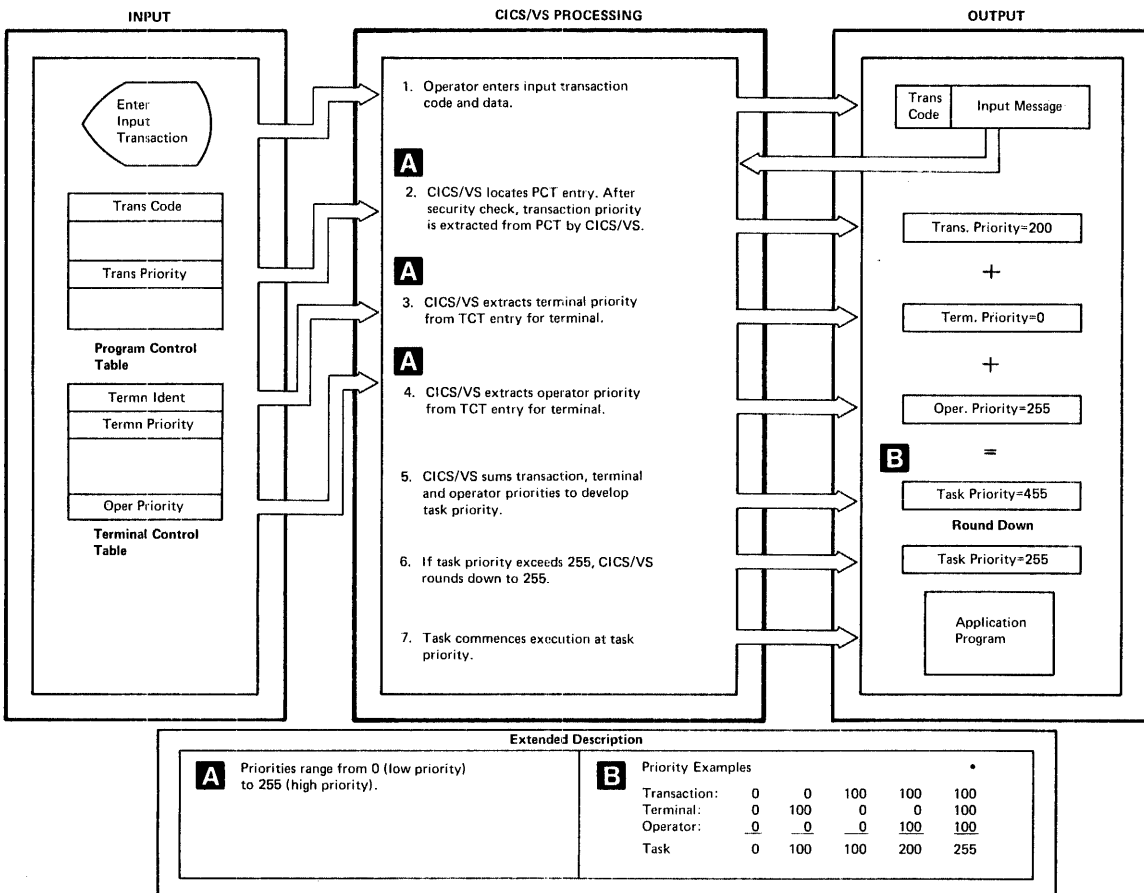 INPUT
CICS/VS PROCESSING
OUTPUT
Enter
Input
Transaction
Trans Code
Trans Priority
Program Control
Table
Termn Ident
Termn Priority
Oper Priority
Terminal Control
Table
1. Operator enters input transaction
code and data.
A
2. CICS/VS locates PCT entry. After
security check, transaction priority
is extracted from PCT by CICS/VS.
A
3. CICS/VS extracts terminal priority
from TCT entry for terminal.
A
4. CICS/VS extracts operator priority
from TCT entry for terminal.
5. CICS/VS sums transaction, terminal
and operator priorities to develop
task priority.
6. If task priority exceeds 255, CICS/VS
rounds down to 255.
7. Task commences execution at task
priority.
Trans
Code
Input Message
Trans. Priority=200
+
Term. Priority=0
+
Oper. Priority=255
B
=
Task Priority=455
Round Down
Task Priority=255
Application
Program
Extended Description
A Priorities range from 0 (low priority)
to 255 (high priority).
B Priority Examples
Transaction: 0 0 100 100 100
Terminal: 0 100 0 0 100
Operator: 0 0 0 100 100
Task 0 100 100 200 255